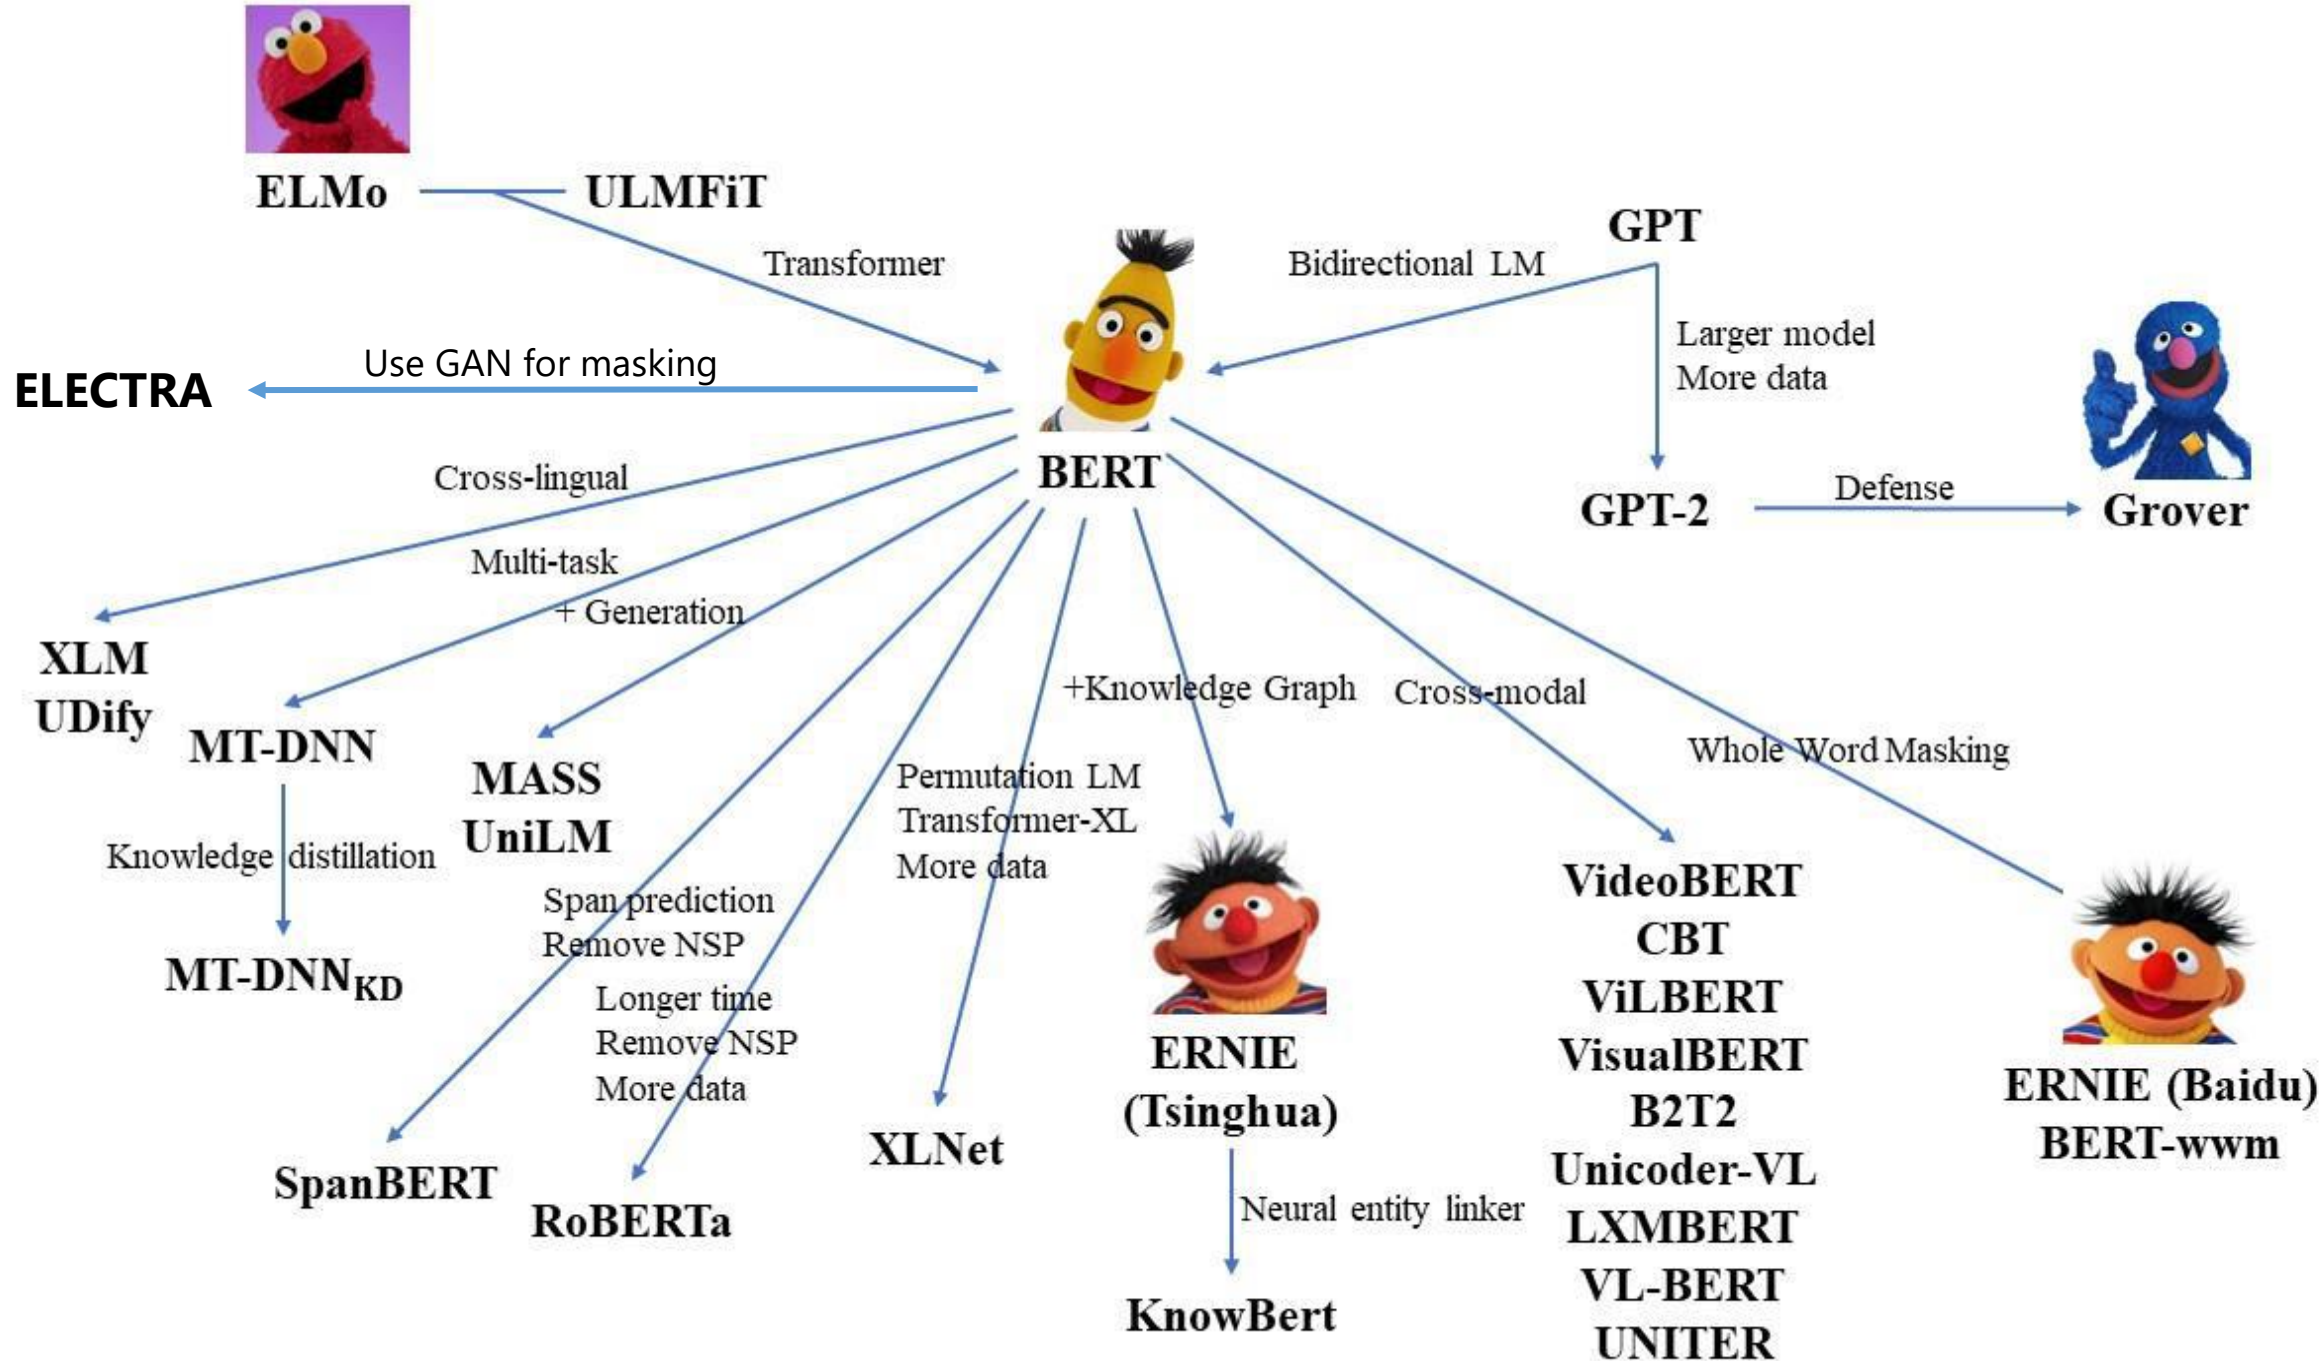 ELMo
ULMFiT
GPT
Transformer
Bidirectional LM
Larger model
More data
Use GAN for masking
ELECTRA
BERT
Cross-lingual
GPT-2
Defense
Grover
Multi-task
+ Generation
XLM
UDify
MT-DNN
MASS
UniLM
+Knowledge Graph
Cross-modal
Whole Word Masking
Permutation LM
Transformer-XL
More data
Knowledge distillation
MT-DNN_KD
Span prediction
Remove NSP
Longer time
Remove NSP
More data
SpanBERT
RoBERTa
XLNet
ERNIE
(Tsinghua)
Neural entity linker
KnowBert
VideoBERT
CBT
ViLBERT
VisualBERT
B2T2
Unicoder-VL
LXMBERT
VL-BERT
UNITER
ERNIE (Baidu)
BERT-wwm